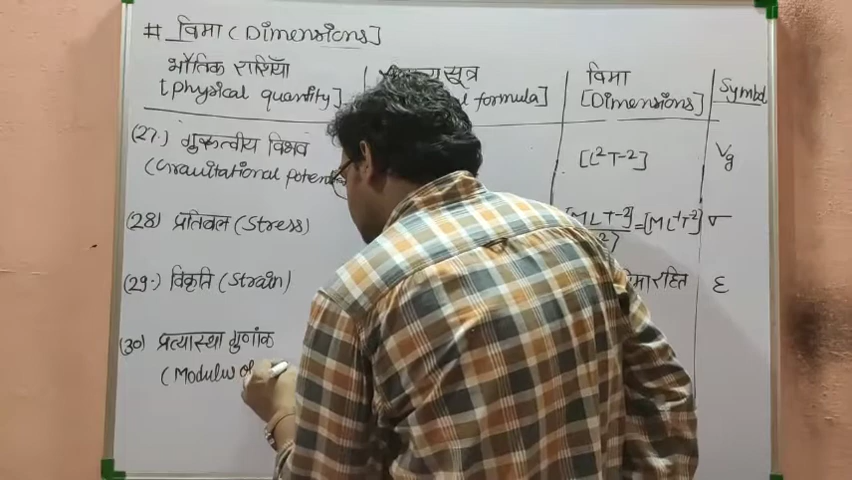 # विमा (Dimensions]
भौतिक राशियाँ
[physical quantity]
सूत्र
formula]
विमा
[Dimensions]
Symbol
(27.) गुरुत्वीय विभव
(Gravitational
[L²T-2]
Vg
(28) प्रतिबल (Stress)
[MLT-2] = [ML-1T-2]
σ
(29.) विकृति (Strain)
रहित
ε
(30) प्रत्यास्था गुणांक
(Modulus of